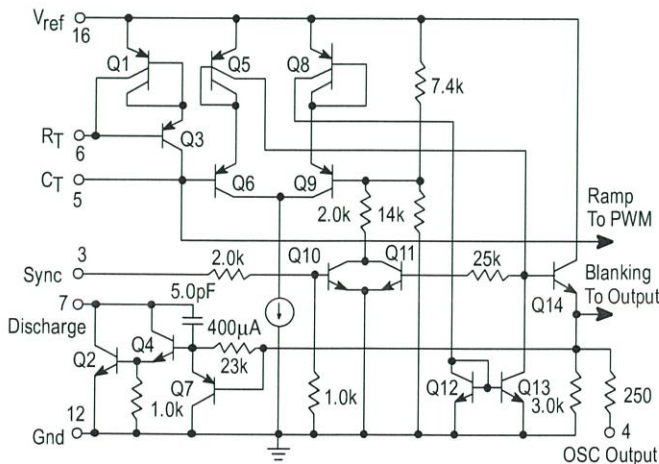 Vref
16
Q1
Q5
Q8
7.4k
RT
6
Q3
CT
5
Q6
Q9
2.0k
14k
Ramp
To PWM
3
Sync
2.0k
Q10
Q11
25k
Q14
Blanking
To Output
7
Discharge
5.0pF
400μA
Q2
Q4
23k
Q7
1.0k
1.0k
Q12
Q13
3.0k
250
12
Gnd
4
OSC Output